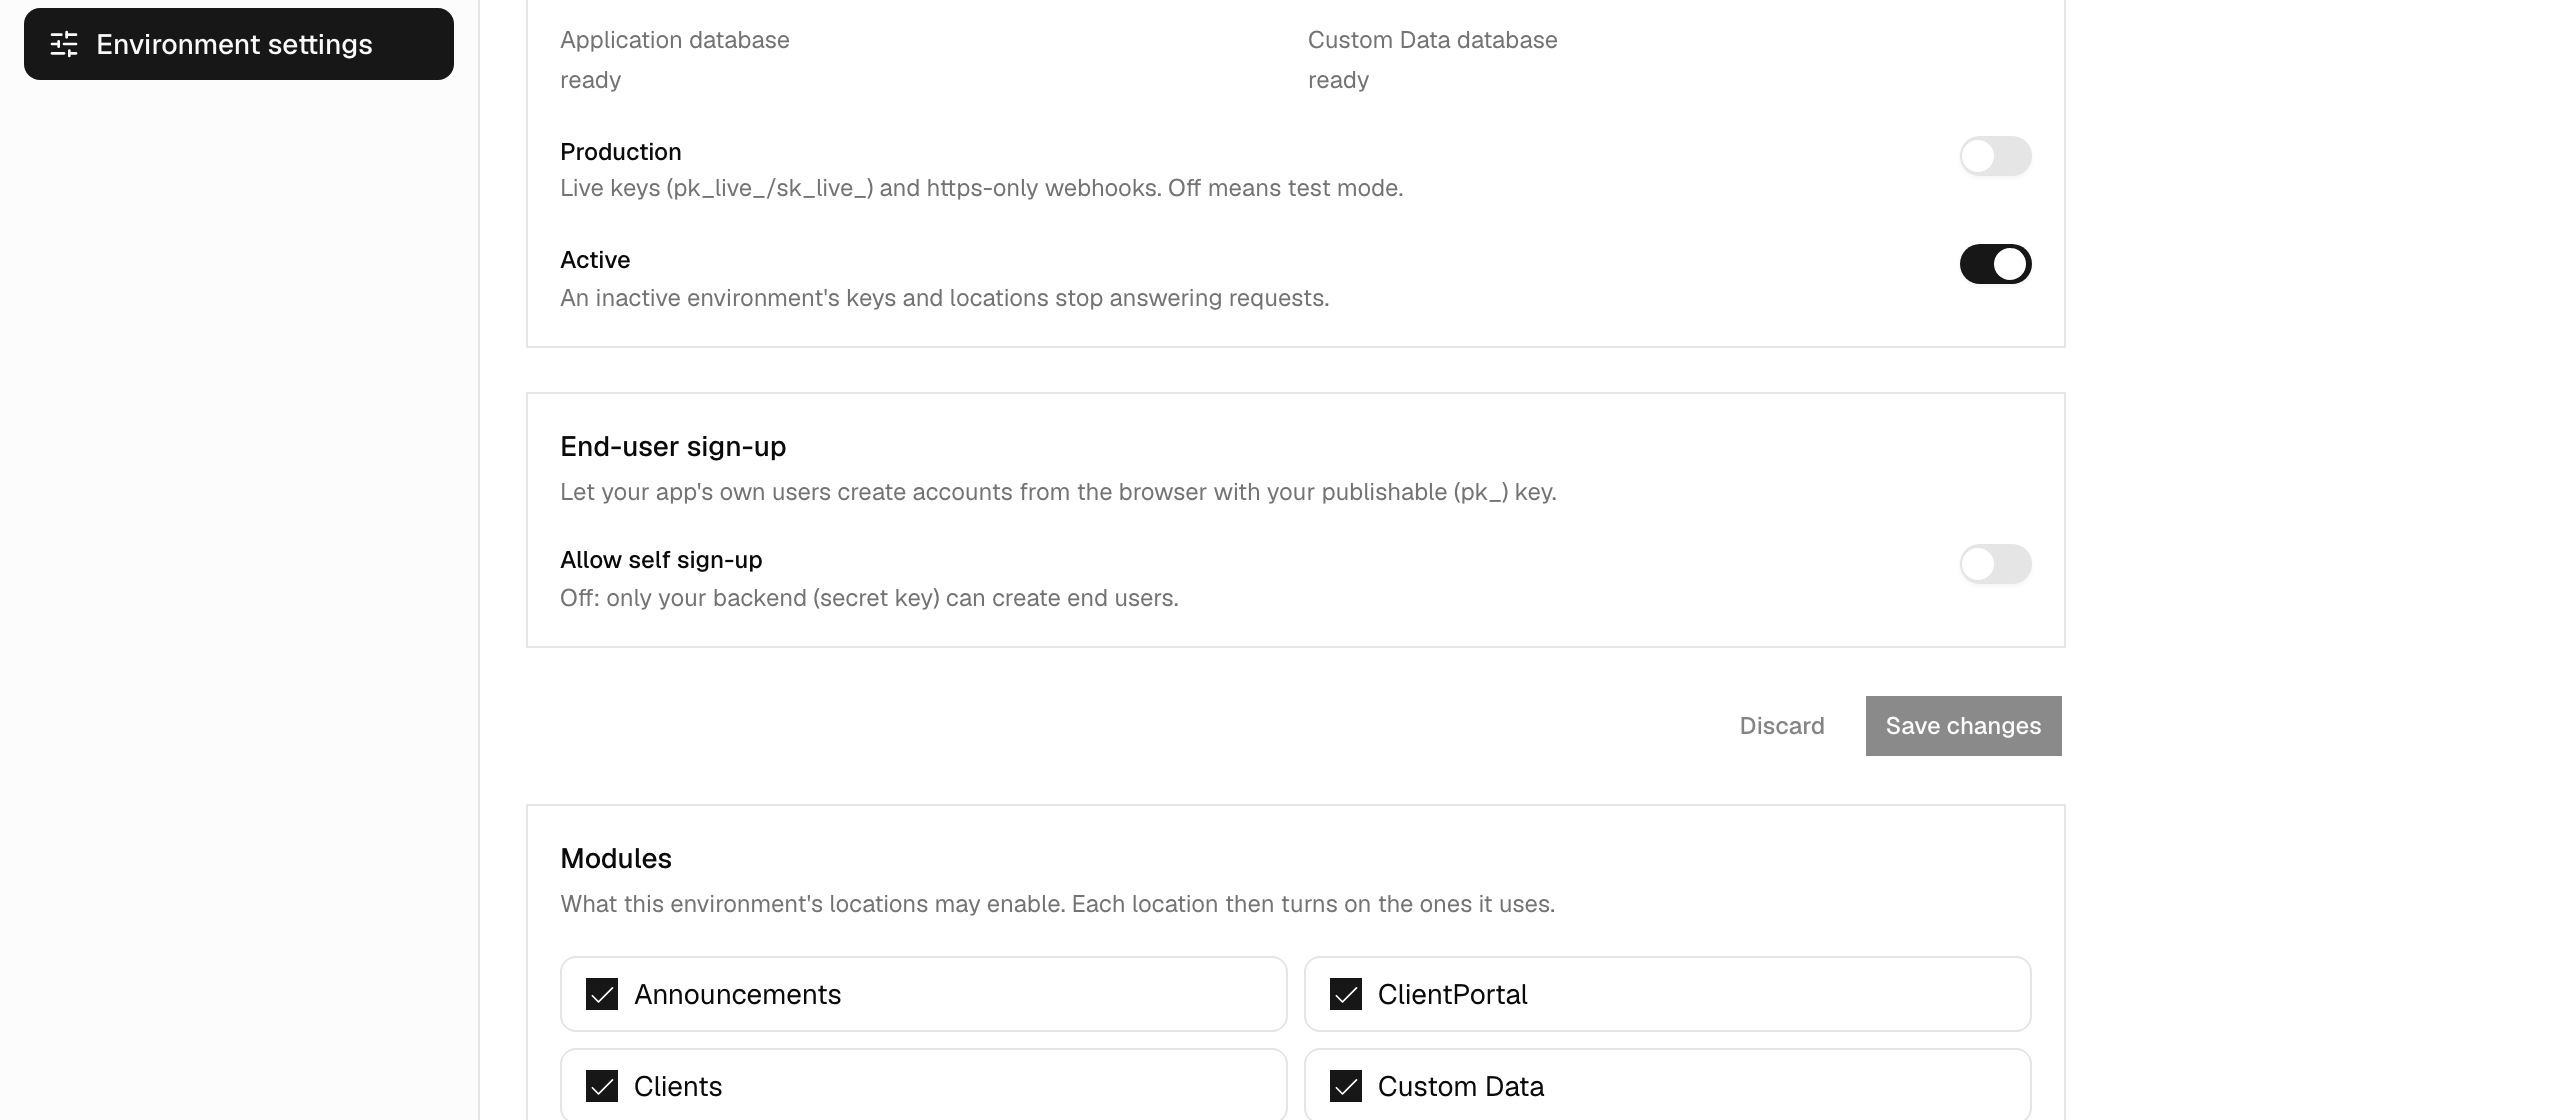 Environment settings
Application database
Custom Data database
ready
ready
Production
Live keys (pk_live_/sk_live_) and https-only webhooks. Off means test mode.
Active
An inactive environment's keys and locations stop answering requests.
End-user sign-up
Let your app's own users create accounts from the browser with your publishable (pk_) key.
Allow self sign-up
Off: only your backend (secret key) can create end users.
Discard
Save changes
Modules
What this environment's locations may enable. Each location then turns on the ones it uses.
Announcements
ClientPortal
Clients
Custom Data